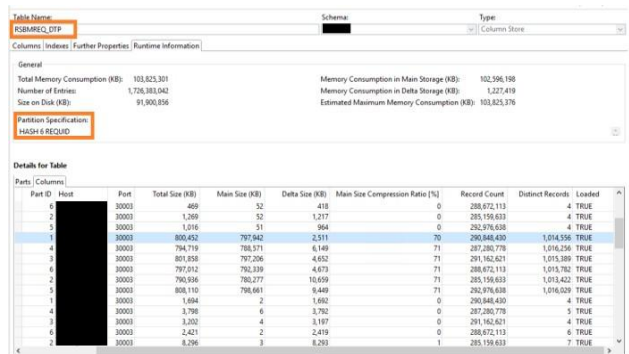 Table Name: Schema: Type:
RSBMREQ_DTP Column Store
Columns Indexes Further Properties Runtime Information
General
Total Memory Consumption (KB): 103,825,301 Memory Consumption in Main Storage (KB): 102,596,198
Number of Entries: 1,726,383,042 Memory Consumption in Delta Storage (KB): 1,227,419
Size on Disk (KB): 91,900,856 Estimated Maximum Memory Consumption (KB): 103,825,376
Partition Specification:
HASH 6 REQUID
Details for Table
Parts Columns
Part ID Host Port Total Size (KB) Main Size (KB) Delta Size (KB) Main Size Compression Ratio [%] Record Count Distinct Records Loaded
6 30003 469 52 418 0 288,672,113 4 TRUE
2 30003 1,269 52 1,217 0 285,159,633 4 TRUE
5 30003 1,016 51 964 0 292,976,638 4 TRUE
1 30003 800,452 797,942 2,511 70 290,848,430 1,014,556 TRUE
4 30003 794,719 788,571 6,149 71 287,280,778 1,016,256 TRUE
3 30003 801,858 797,206 4,652 71 291,162,621 1,015,389 TRUE
6 30003 797,012 792,339 4,673 71 288,672,113 1,015,782 TRUE
2 30003 790,936 780,277 10,659 71 285,159,633 1,013,422 TRUE
5 30003 808,110 798,661 9,449 71 292,976,638 1,016,029 TRUE
1 30003 1,694 2 1,692 0 290,848,430 4 TRUE
4 30003 3,798 6 3,792 0 287,280,778 5 TRUE
3 30003 3,202 4 3,197 0 291,162,621 4 TRUE
6 30003 2,421 2 2,419 0 288,672,113 6 TRUE
2 30003 8,296 3 8,293 1 285,159,633 7 TRUE